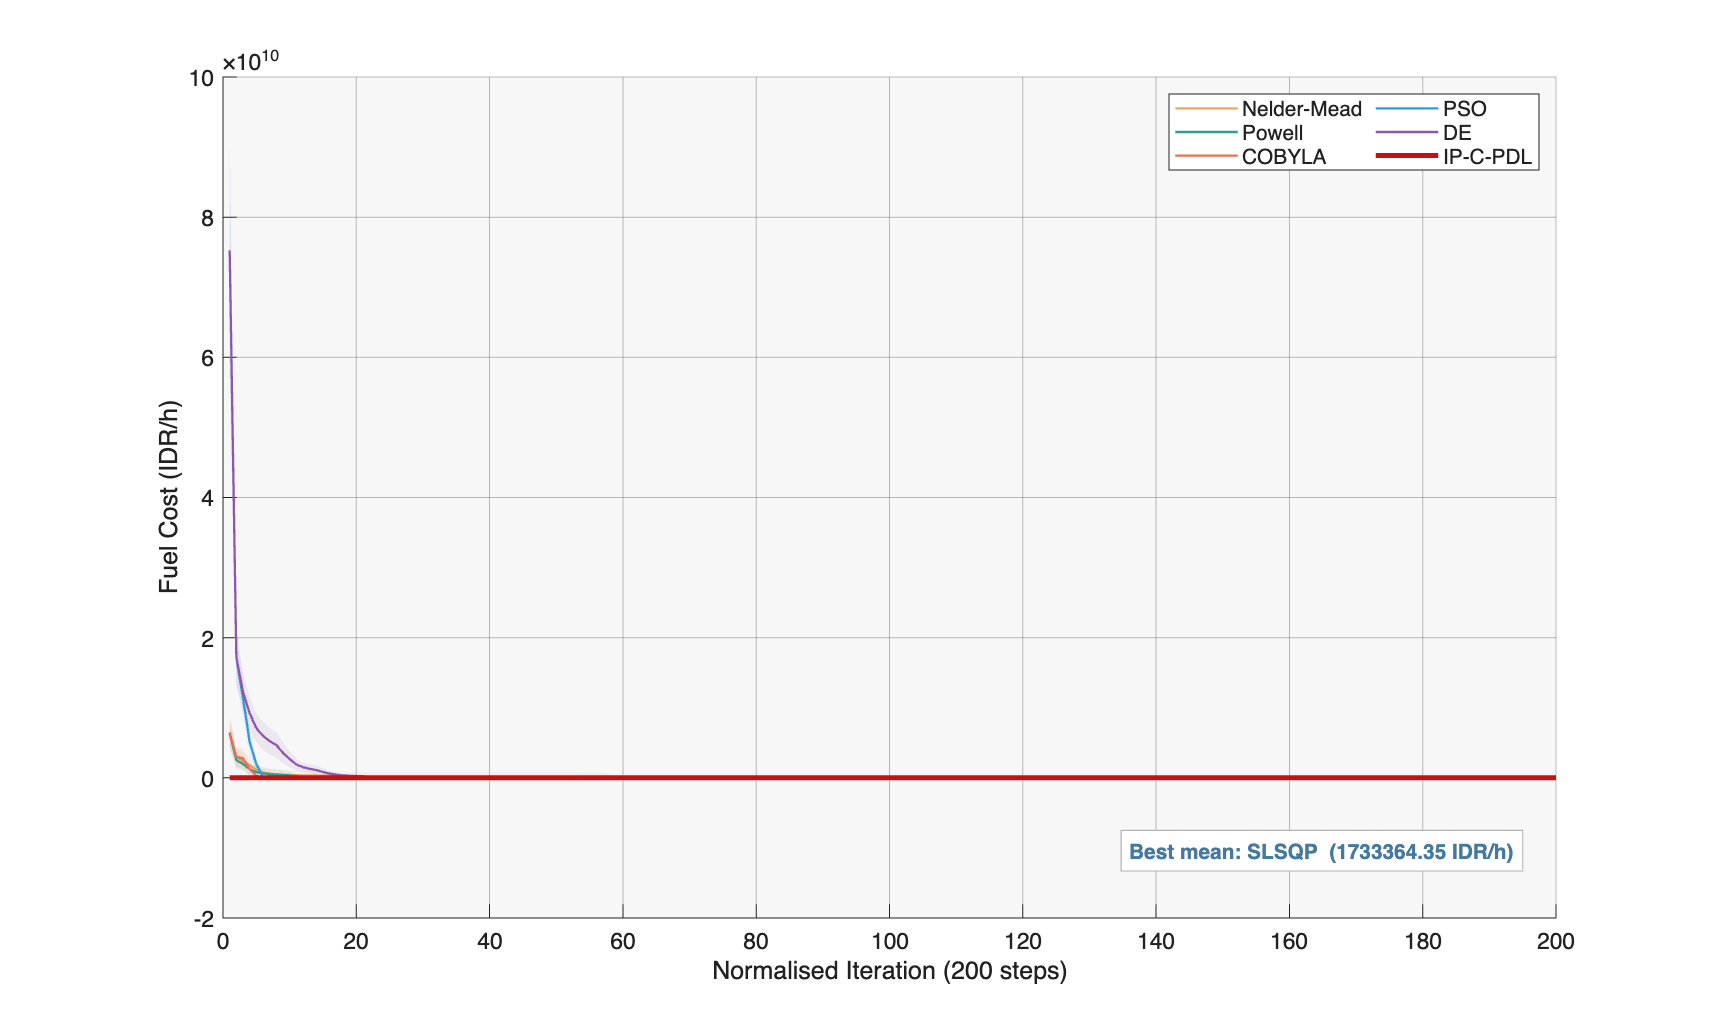 ×10^10
10
8
6
4
2
0
-2
Fuel Cost (IDR/h)
Nelder-Mead PSO
Powell DE
COBYLA IP-C-PDL
Best mean: SLSQP (1733364.35 IDR/h)
0 20 40 60 80 100 120 140 160 180 200
Normalised Iteration (200 steps)